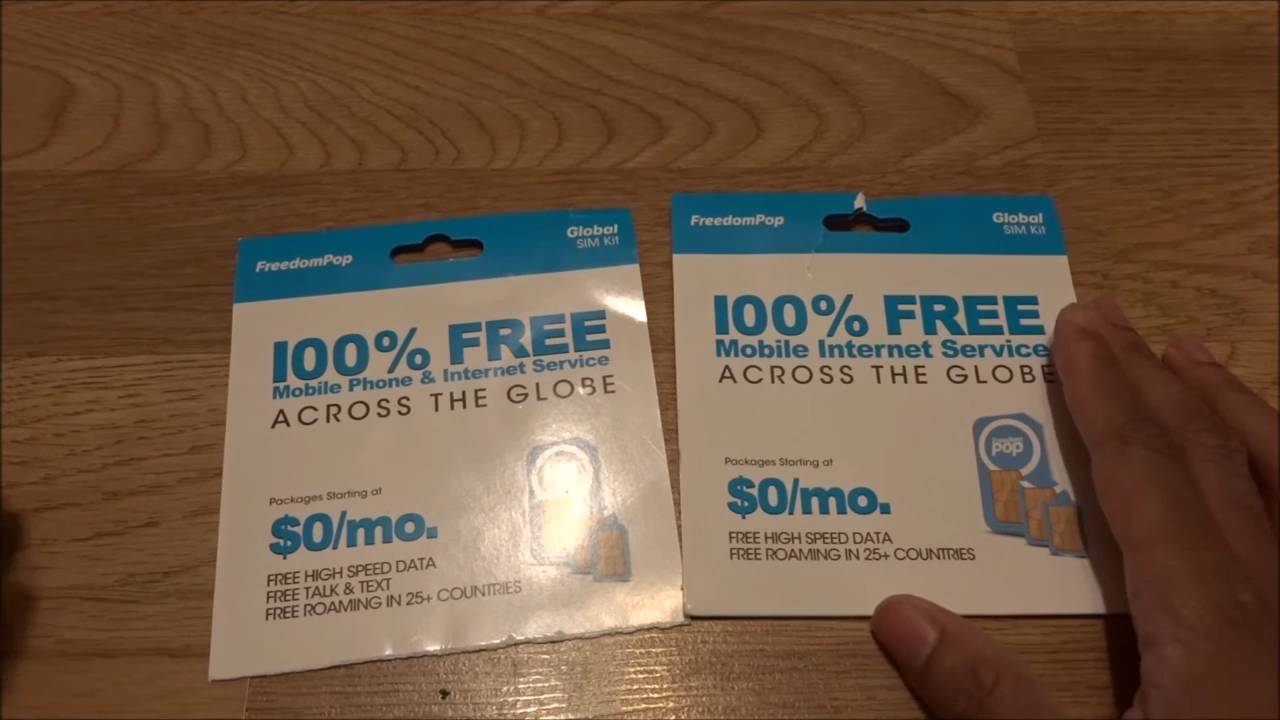 FreedomPop
Global
SIM Kit
100% FREE
Mobile Phone & Internet Service
ACROSS THE GLOBE
Packages Starting at
$0/mo.
FREE HIGH SPEED DATA
FREE TALK & TEXT
FREE ROAMING IN 25+ COUNTRIES
FreedomPop
Global
SIM Kit
100% FREE
Mobile Internet Service
ACROSS THE GLOBE
Packages Starting at
$0/mo.
FREE HIGH SPEED DATA
FREE ROAMING IN 25+ COUNTRIES
freedom
pop